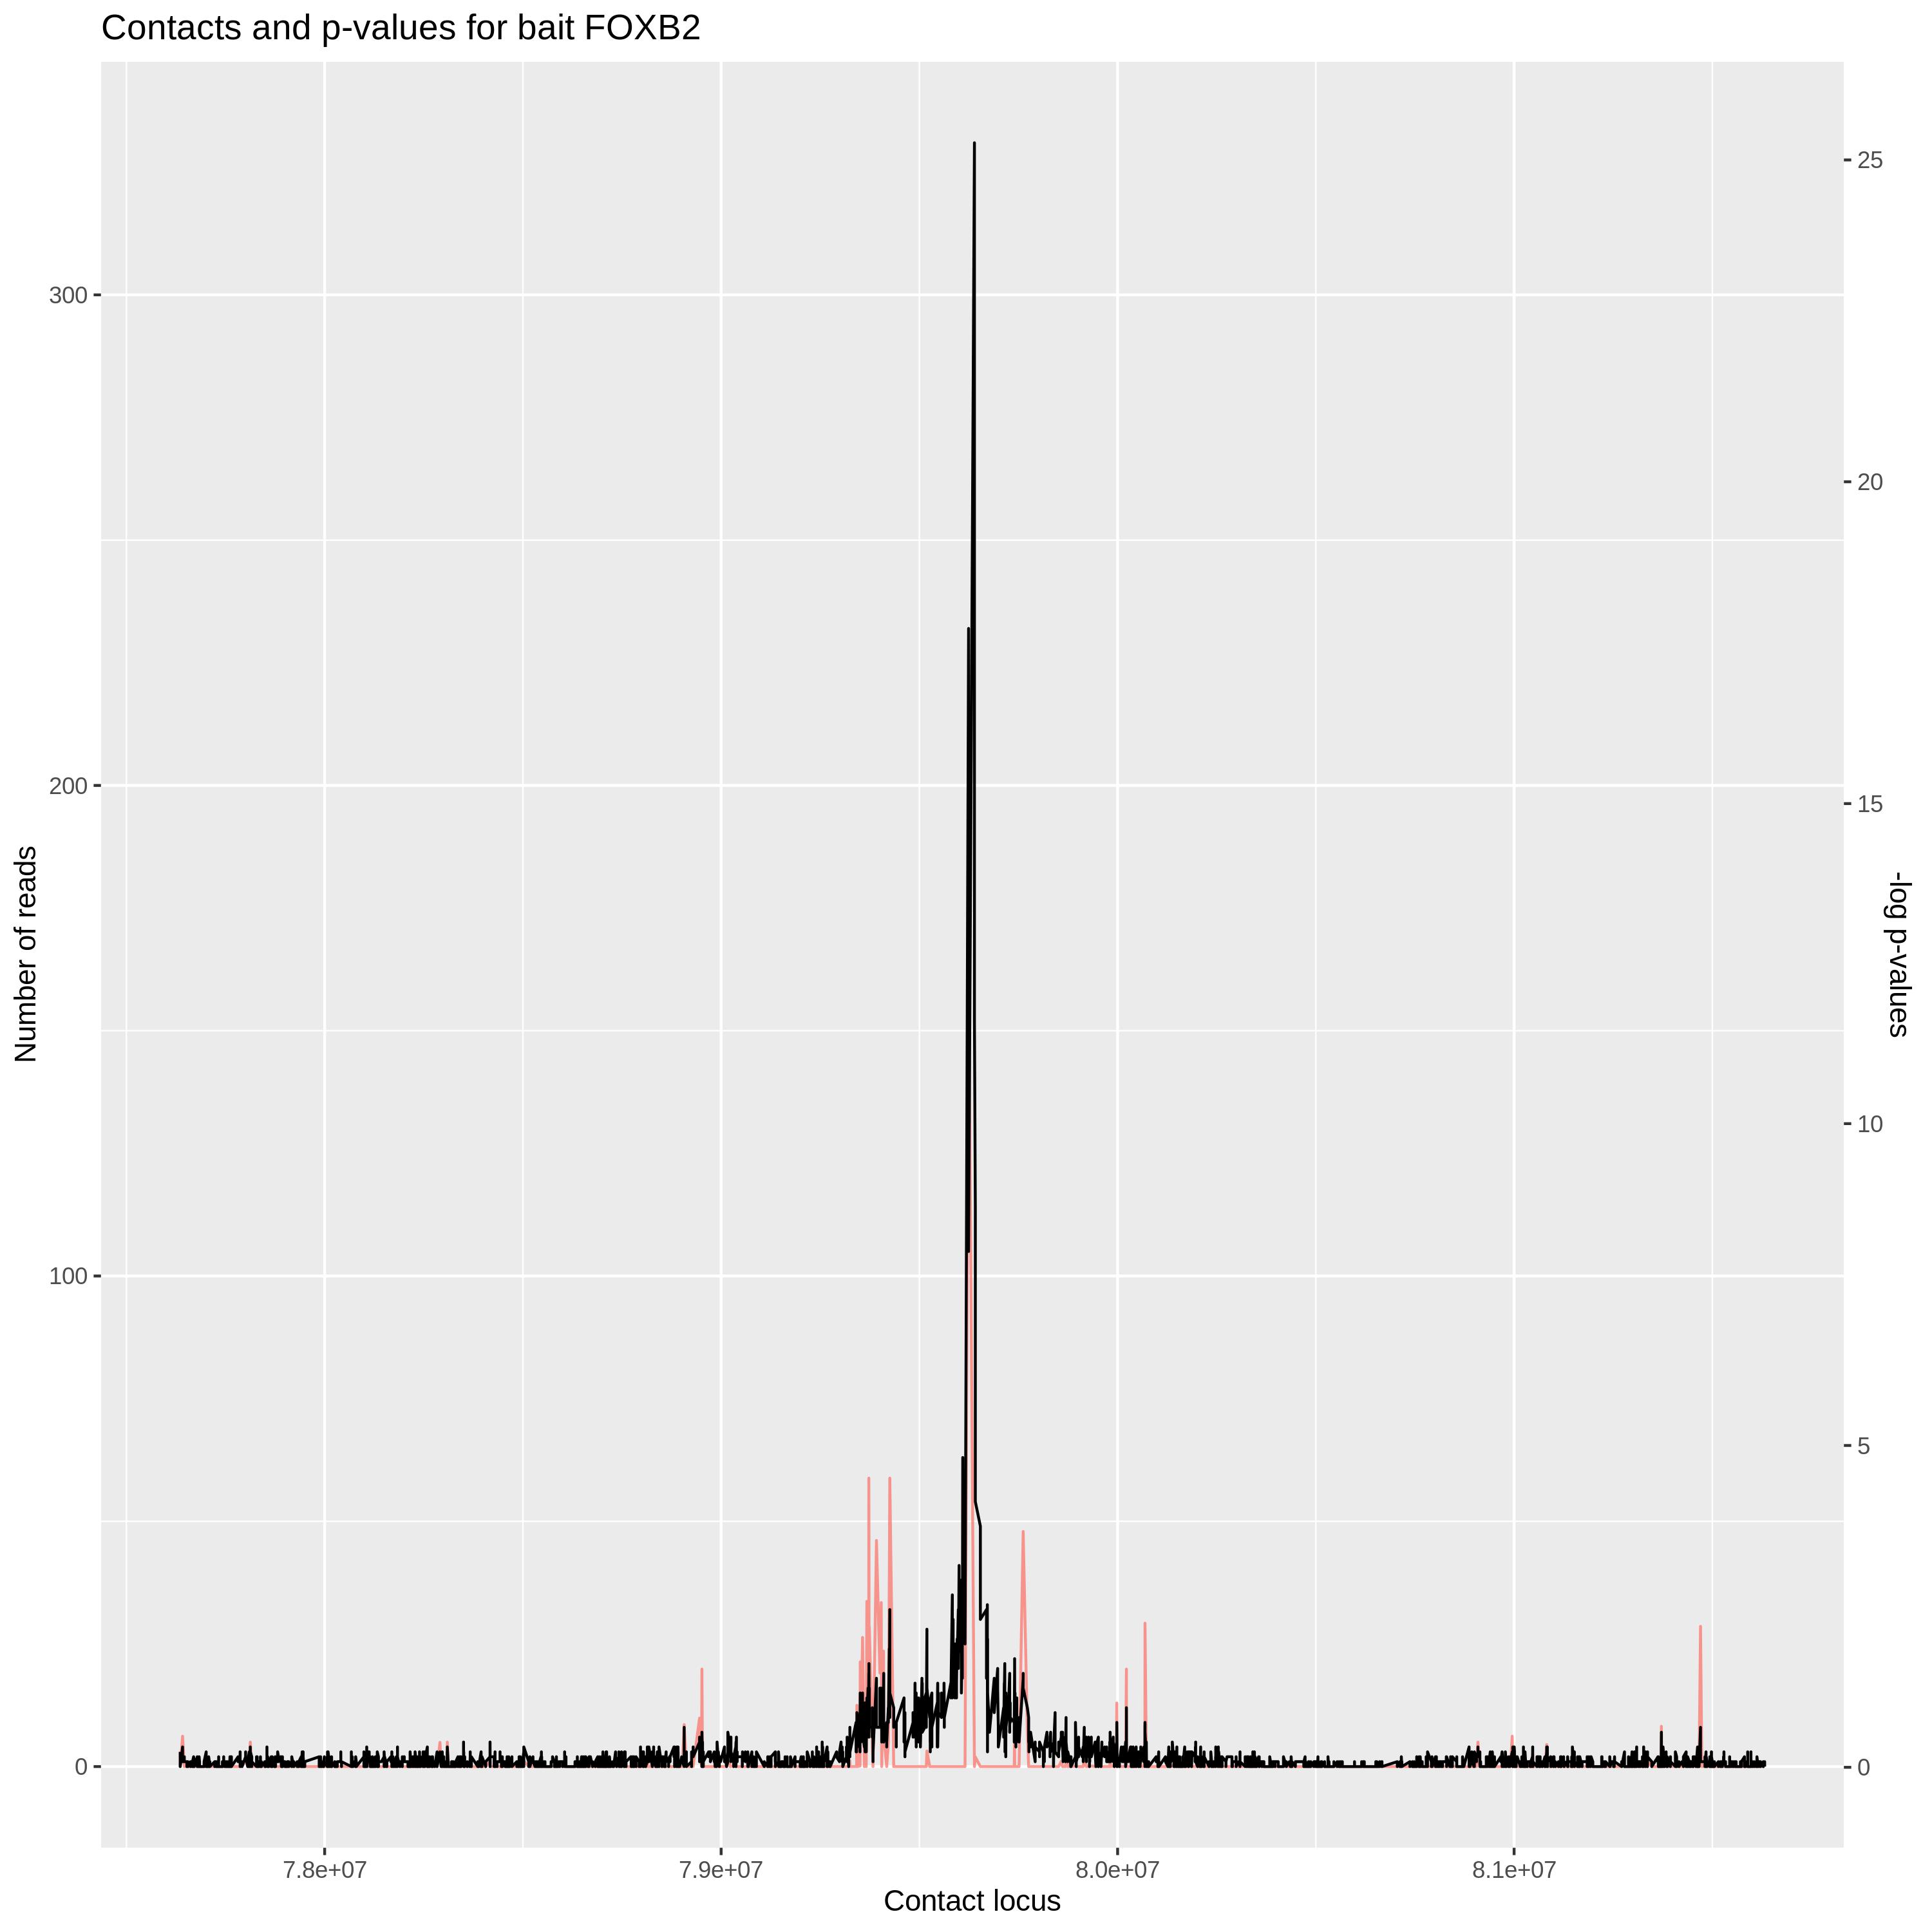 Contacts and p-values for bait FOXB2
300
200
100
0
Number of reads
25
20
15
10
5
0
-log p-values
7.8e+07 7.9e+07 8.0e+07 8.1e+07
Contact locus